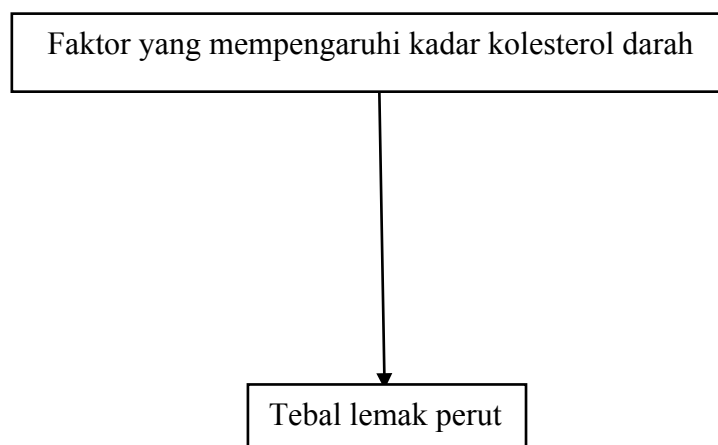 Faktor yang mempengaruhi kadar kolesterol darah
Tebal lemak perut